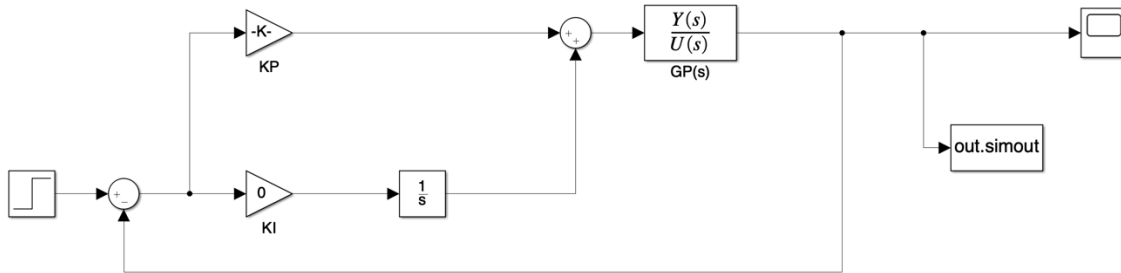 -K-
KP
+
+
Y(s)
U(s)
GP(s)
out.simout
+
−
0
KI
1
s